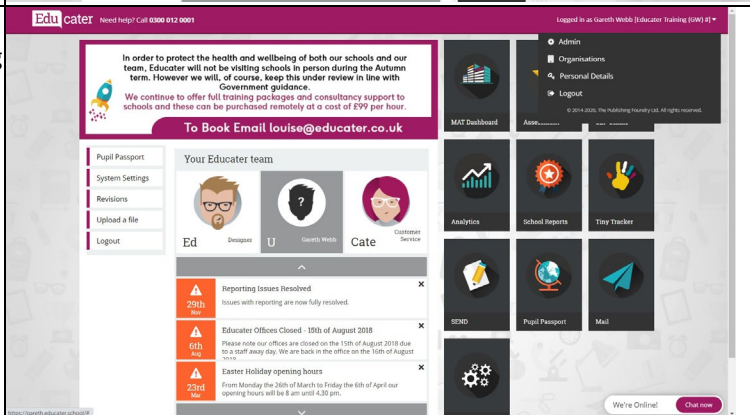 Educater Need help? Call 0300 012 0001
Logged in as Gareth Webb [Educater Training (GW) #]
Admin
Organisations
Personal Details
Logout
© 2014-2020, The Publishing Foundry Ltd. All rights reserved.
In order to protect the health and wellbeing of both our schools and our
team, Educater will not be visiting schools in person during the Autumn
term. However we will, of course, keep this under review in line with
Government guidance.
We continue to offer full training packages and consultancy support to
schools and these can be purchased remotely at a cost of £99 per hour.
To Book Email louise@educater.co.uk
MAT Dashboard
Pupil Passport
System Settings
Revisions
Upload a file
Logout
Your Educater team
Ed Designer
U Gareth Webb
Cate Customer Service
Analytics
School Reports
Tiny Tracker
29th Nov
Reporting Issues Resolved
Issues with reporting are now fully resolved.
6th Aug
Educater Offices Closed - 15th of August 2018
Please note our offices are closed on the 15th of August 2018 due
to a staff away day. We are back in the office on the 16th of August
2018
23rd Mar
Easter Holiday opening hours
From Monday the 26th of March to Friday the 6th of April our
opening hours will be 8 am until 4.30 pm.
SEND
Pupil Passport
Mail
We're Online!
Chat now
https://gareth.educater.school/#